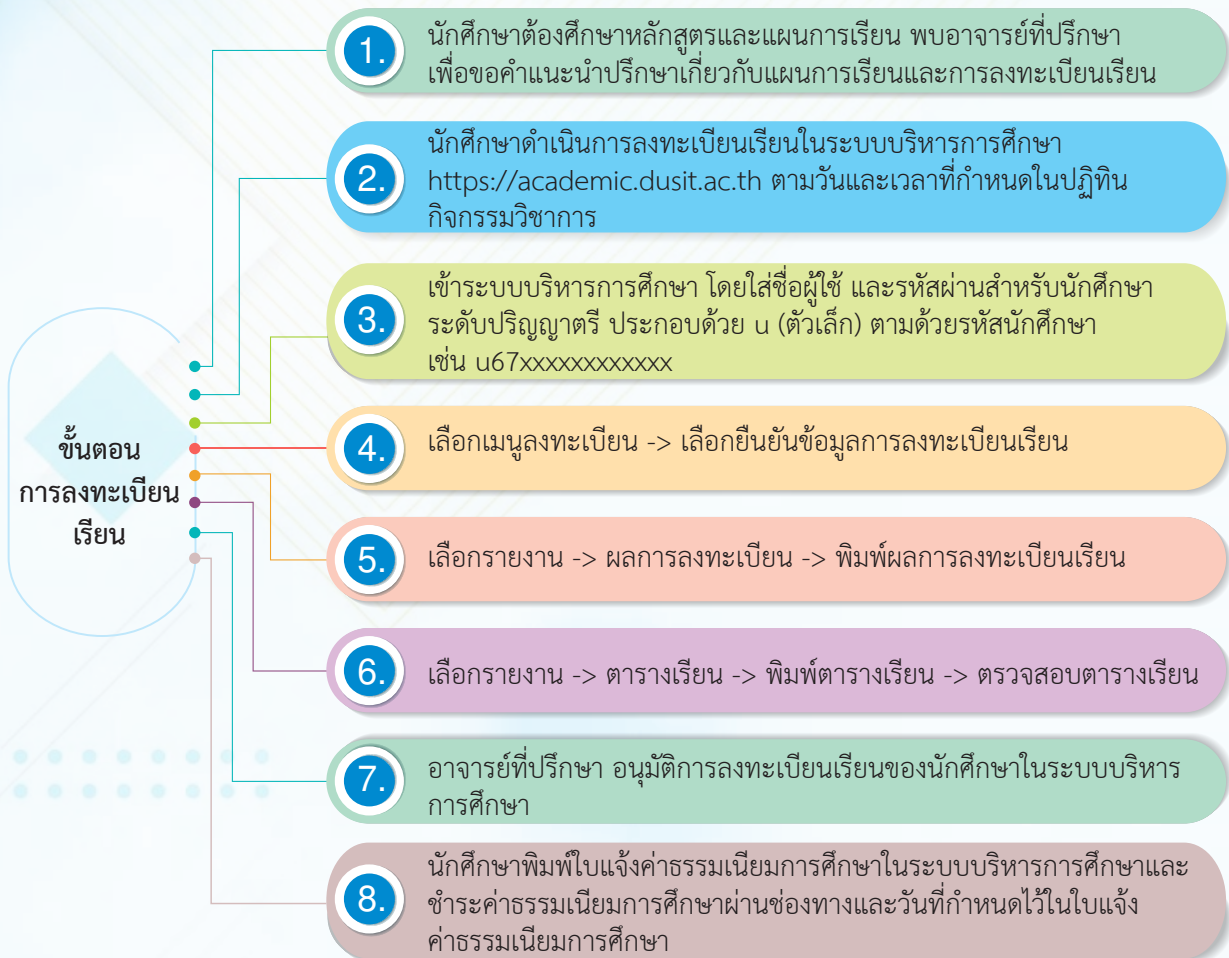 ขั้นตอน
การลงทะเบียน
เรียน
1.
นักศึกษาต้องศึกษาหลักสูตรและแผนการเรียน พบอาจารย์ที่ปรึกษา
เพื่อขอคำแนะนำปรึกษาเกี่ยวกับแผนการเรียนและการลงทะเบียนเรียน
2.
นักศึกษาดำเนินการลงทะเบียนเรียนในระบบบริหารการศึกษา
https://academic.dusit.ac.th ตามวันและเวลาที่กำหนดในปฏิทิน
กิจกรรมวิชาการ
3.
เข้าระบบบริหารการศึกษา โดยใส่ชื่อผู้ใช้ และรหัสผ่านสำหรับนักศึกษา
ระดับปริญญาตรี ประกอบด้วย u (ตัวเล็ก) ตามด้วยรหัสนักศึกษา
เช่น u67xxxxxxxxxxxx
4.
เลือกเมนูลงทะเบียน -> เลือกยืนยันข้อมูลการลงทะเบียนเรียน
5.
เลือกรายงาน -> ผลการลงทะเบียน -> พิมพ์ผลการลงทะเบียนเรียน
6.
เลือกรายงาน -> ตารางเรียน -> พิมพ์ตารางเรียน -> ตรวจสอบตารางเรียน
7.
อาจารย์ที่ปรึกษา อนุมัติการลงทะเบียนเรียนของนักศึกษาในระบบบริหาร
การศึกษา
8.
นักศึกษาพิมพ์ใบแจ้งค่าธรรมเนียมการศึกษาในระบบบริหารการศึกษาและ
ชำระค่าธรรมเนียมการศึกษาผ่านช่องทางและวันที่กำหนดไว้ในใบแจ้ง
ค่าธรรมเนียมการศึกษา